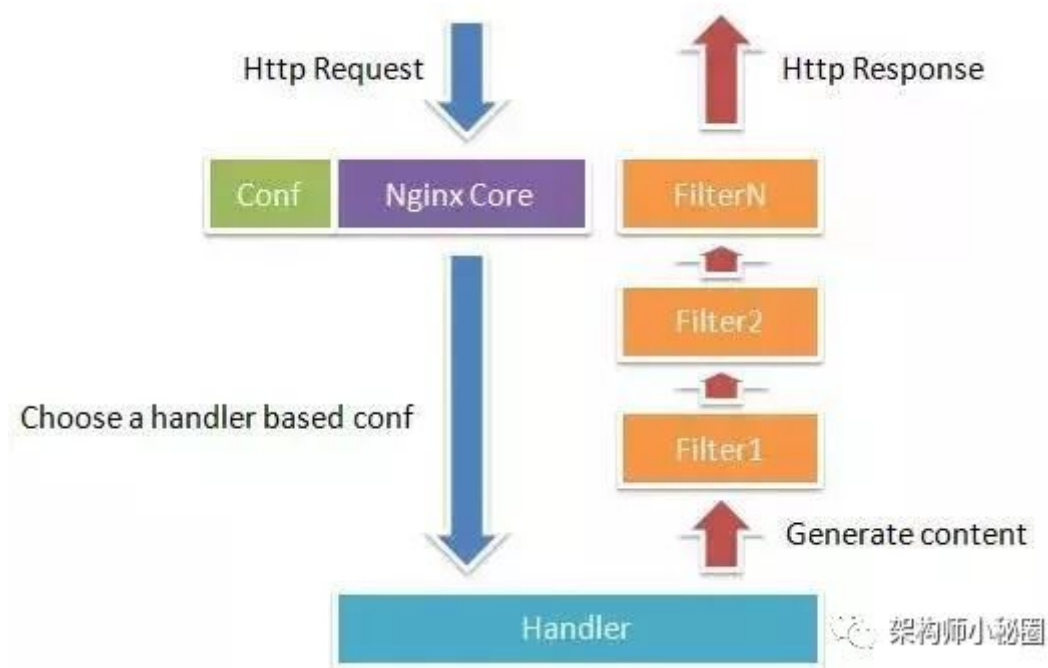 Http Request
Http Response
Conf
Nginx Core
FilterN
Filter2
Choose a handler based conf
Filter1
Generate content
Handler
架构师小秘圈